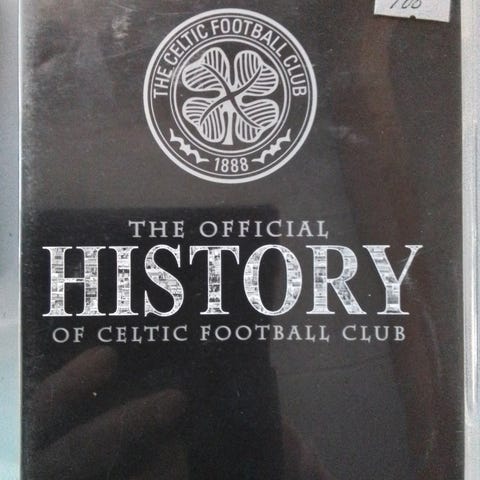 THE CELTIC FOOTBALL CLUB
1888
THE OFFICIAL
HISTORY
OF CELTIC FOOTBALL CLUB